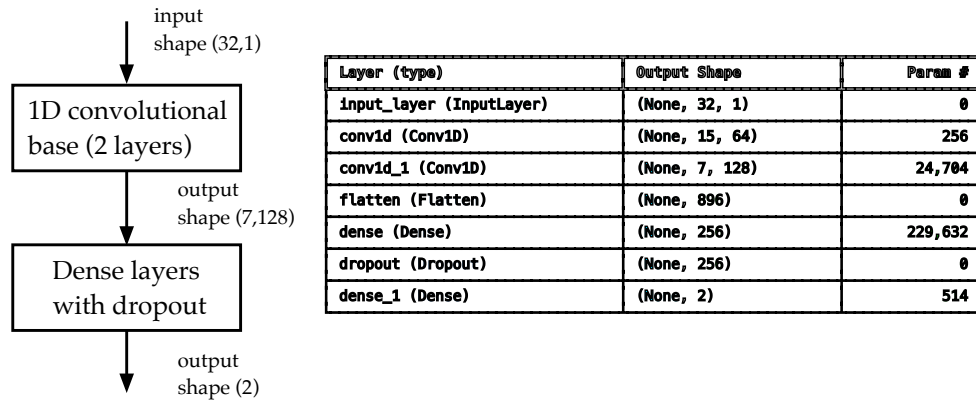 input
shape (32,1)
1D convolutional
base (2 layers)
output
shape (7,128)
Dense layers
with dropout
output
shape (2)
Layer (type) Output Shape Param #
input_layer (InputLayer) (None, 32, 1) 0
conv1d (Conv1D) (None, 15, 64) 256
conv1d_1 (Conv1D) (None, 7, 128) 24,704
flatten (Flatten) (None, 896) 0
dense (Dense) (None, 256) 229,632
dropout (Dropout) (None, 256) 0
dense_1 (Dense) (None, 2) 514